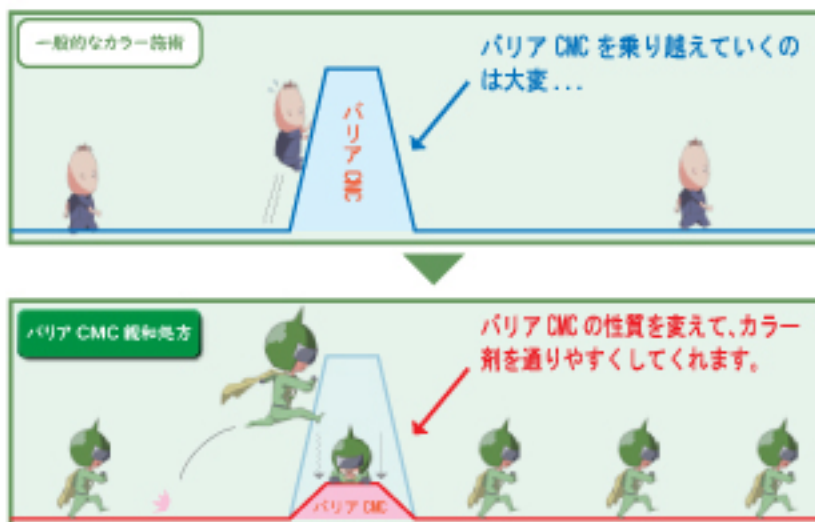 一般的なカラー施術
バリア CMC を乗り越えていくの
は大変...
バリア CMC
バリア CMC 親和処方
バリア CMC の性質を変えて、カラー
剤を通りやすくしてくれます。
バリア CMC